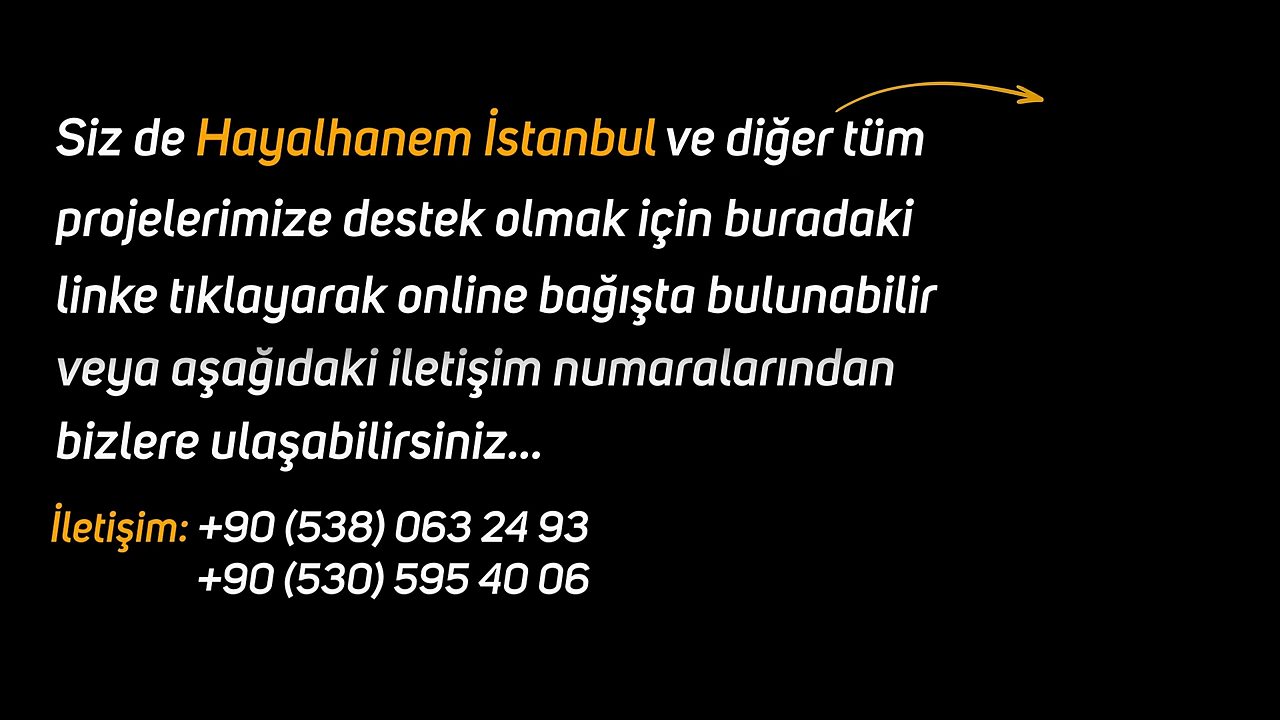 Siz de Hayalhanem İstanbul ve diğer tüm
projelerimize destek olmak için buradaki
linke tıklayarak online bağışta bulunabilir
veya aşağıdaki iletişim numaralarından
bizlere ulaşabilirsiniz...
İletişim: +90 (538) 063 24 93
+90 (530) 595 40 06